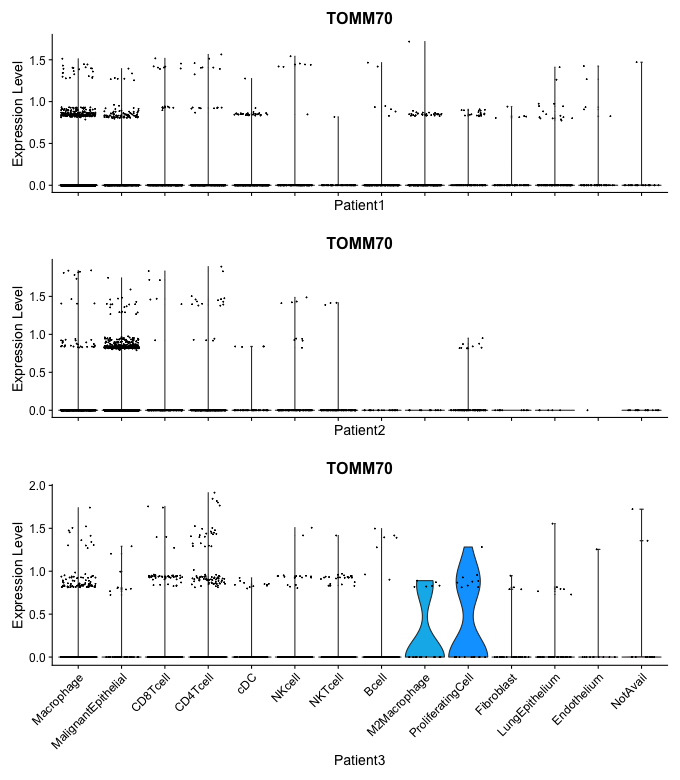 TOMM70
Expression Level
1.5
1.0
0.5
0.0
Patient1
TOMM70
Expression Level
1.5
1.0
0.5
0.0
Patient2
TOMM70
Expression Level
2.0
1.5
1.0
0.5
0.0
Macrophage
MalignantEpithelial
CD8Tcell
CD4Tcell
cDC
NKcell
NKTcell
Bcell
M2Macrophage
ProliferatingCell
Fibroblast
LungEpithelium
Endothelium
NotAvail
Patient3